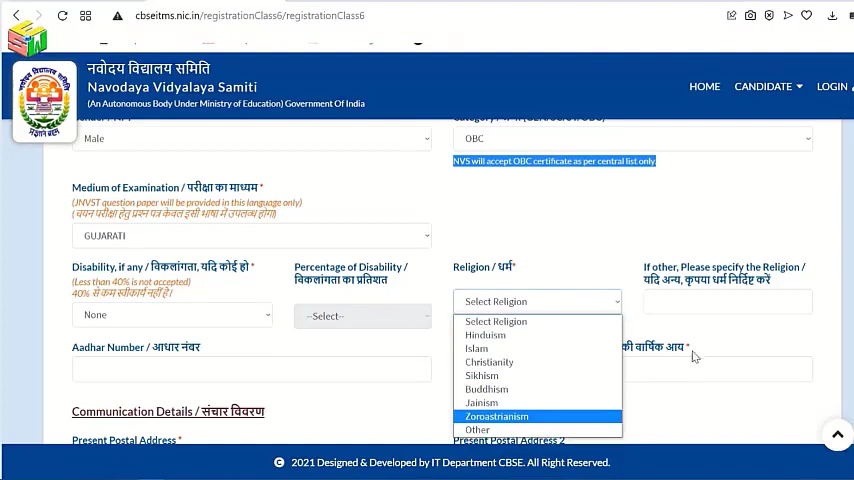 cbseitms.nic.in/registrationClass6/registrationClass6
नवोदय विद्यालय समिति
Navodaya Vidyalaya Samiti
(An Autonomous Body Under Ministry of Education) Government Of India
HOME
CANDIDATE
LOGIN
Male
OBC
NVS will accept OBC certificate as per central list only.
Medium of Examination / परीक्षा का माध्यम *
(JNVST question paper will be provided in this language only)
( चयन परीक्षा हेतु प्रश्न पत्र केवल इसी भाषा में उपलब्ध होगा)
GUJARATI
Disability, if any / विकलांगता, यदि कोई हो *
(Less than 40% is not accepted)
40% से कम स्वीकार्य नहीं है।
None
Percentage of Disability /
विकलांगता का प्रतिशत
--Select--
Religion / धर्म*
Select Religion
If other, Please specify the Religion /
यदि अन्य, कृपया धर्म निर्दिष्ट करें
Select Religion
Hinduism
Islam
Christianity
Sikhism
Buddhism
Jainism
Zoroastrianism
Other
Aadhar Number / आधार नंबर
की वार्षिक आय *
Communication Details / संचार विवरण
Present Postal Address *
Present Postal Address 2
© 2021 Designed & Developed by IT Department CBSE. All Right Reserved.